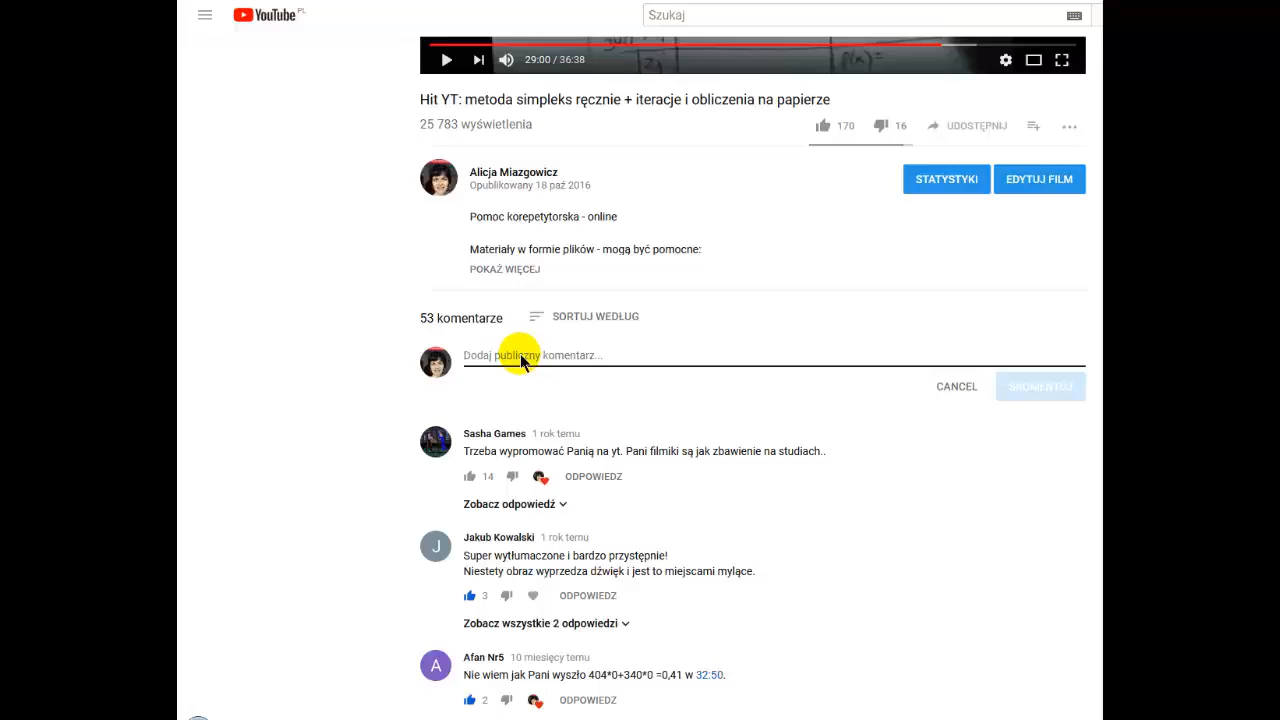 YouTube PL
Szukaj
29:00 / 36:38
Hit YT: metoda simpleks ręcznie + iteracje i obliczenia na papierze
25 783 wyświetlenia
170
16
UDOSTĘPNIJ
Alicja Miazgowicz
Opublikowany 18 paź 2016
STATYSTYKI
EDYTUJ FILM
Pomoc korepetytorska - online
Materiały w formie plików - mogą być pomocne:
POKAŻ WIĘCEJ
53 komentarze
SORTUJ WEDŁUG
Dodaj publiczny komentarz...
CANCEL
SKOMENTUJ
Sasha Games 1 rok temu
Trzeba wypromować Panią na yt. Pani filmiki są jak zbawienie na studiach..
14
ODPOWIEDZ
Zobacz odpowiedź
J
Jakub Kowalski 1 rok temu
Super wytłumaczone i bardzo przystępnie!
Niestety obraz wyprzedza dźwięk i jest to miejscami mylące.
3
ODPOWIEDZ
Zobacz wszystkie 2 odpowiedzi
A
Afan Nr5 10 miesięcy temu
Nie wiem jak Pani wyszło 404*0+340*0 =0,41 w 32:50.
2
ODPOWIEDZ